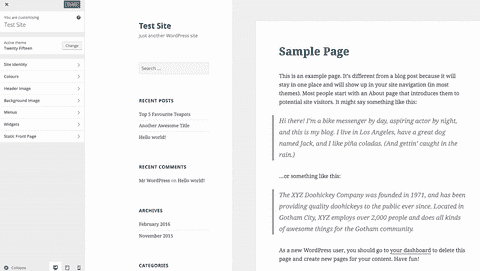 You are customising
Test Site
Active theme
Twenty Fifteen
Change
Site Identity
Colours
Header Image
Background Image
Menus
Widgets
Static Front Page
Collapse
Test Site
Just another WordPress site
Search …
RECENT POSTS
Top 5 Favourite Teapots
Another Awesome Title
Hello world!
RECENT COMMENTS
Mr WordPress on Hello world!
ARCHIVES
February 2016
November 2015
CATEGORIES
Sample Page
This is an example page. It's different from a blog post because it will
stay in one place and will show up in your site navigation (in most
themes). Most people start with an About page that introduces them to
potential site visitors. It might say something like this:
Hi there! I'm a bike messenger by day, aspiring actor by
night, and this is my blog. I live in Los Angeles, have a great dog
named Jack, and I like piña coladas. (And gettin' caught in the
rain.)
…or something like this:
The XYZ Doohickey Company was founded in 1971, and has been
providing quality doohickeys to the public ever since. Located in
Gotham City, XYZ employs over 2,000 people and does all kinds
of awesome things for the Gotham community.
As a new WordPress user, you should go to your dashboard to delete
this page and create new pages for your content. Have fun!